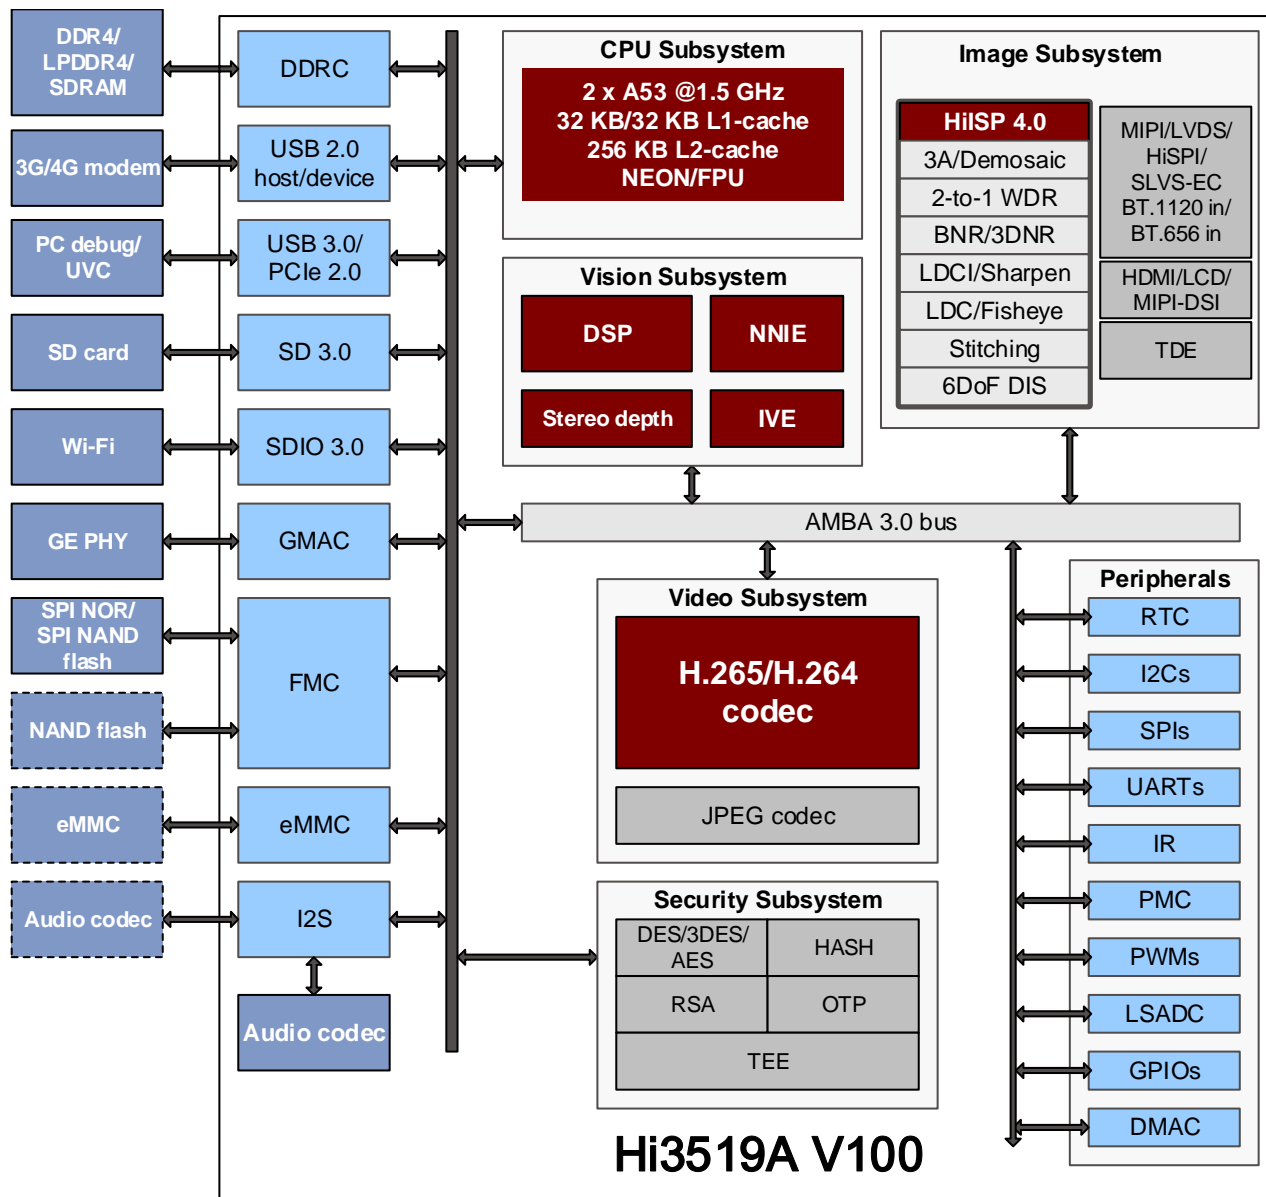 DDR4/
LPDDR4/
SDRAM
DDRC
3G/4G modem
USB 2.0
host/device
PC debug/
UVC
USB 3.0/
PCIe 2.0
SD card
SD 3.0
Wi-Fi
SDIO 3.0
GE PHY
GMAC
SPI NOR/
SPI NAND
flash
FMC
NAND flash
eMMC
eMMC
Audio codec
I2S
Audio codec
CPU Subsystem
2 x A53 @1.5 GHz
32 KB/32 KB L1-cache
256 KB L2-cache
NEON/FPU
Vision Subsystem
DSP
NNIE
Stereo depth
IVE
Image Subsystem
HiISP 4.0
3A/Demosaic
2-to-1 WDR
BNR/3DNR
LDCI/Sharpen
LDC/Fisheye
Stitching
6DoF DIS
MIPI/LVDS/
HiSPI/
SLVS-EC
BT.1120 in/
BT.656 in
HDMI/LCD/
MIPI-DSI
TDE
AMBA 3.0 bus
Video Subsystem
H.265/H.264
codec
JPEG codec
Security Subsystem
DES/3DES/
AES
HASH
RSA
OTP
TEE
Peripherals
RTC
I2Cs
SPIs
UARTs
IR
PMC
PWMs
LSADC
GPIOs
DMAC
Hi3519A V100